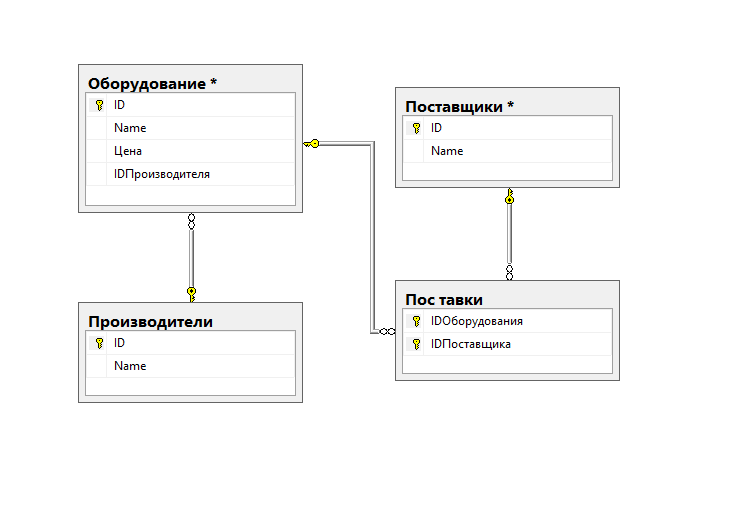 Оборудование *
ID
Name
Цена
IDПроизводителя
Поставщики *
ID
Name
Производители
ID
Name
Пос тавки
IDОборудования
IDПоставщика